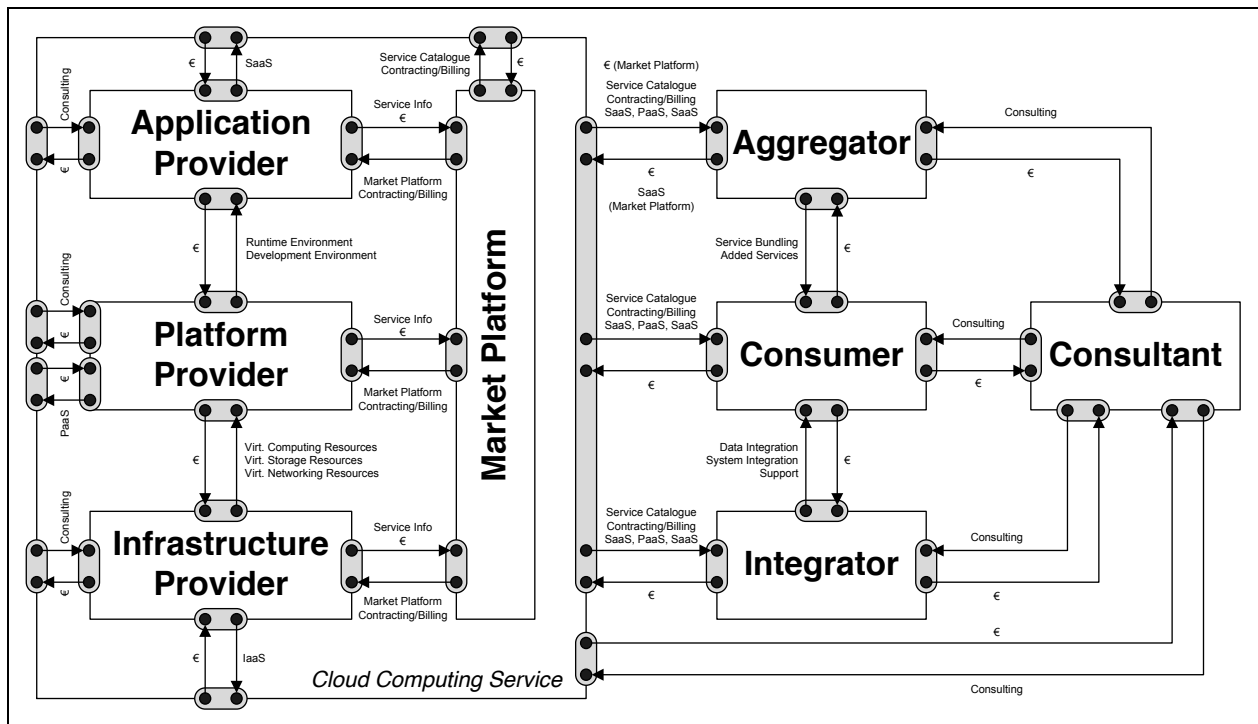 Service Catalogue
Contracting/Billing
€
€
SaaS
€ (Market Platform)
Service Catalogue
Contracting/Billing
SaaS, PaaS, SaaS
Consulting
€
Application
Provider
Service Info
€
Market Platform
Contracting/Billing
Aggregator
Consulting
€
€
SaaS
(Market Platform)
€
Runtime Environment
Development Environment
Service Bundling
Added Services
€
Market Platform
Consulting
€
€
PaaS
Platform
Provider
Service Info
€
Market Platform
Contracting/Billing
Service Catalogue
Contracting/Billing
SaaS, PaaS, SaaS
€
Consumer
Consulting
€
Consultant
€
Virt. Computing Resources
Virt. Storage Resources
Virt. Networking Resources
Data Integration
System Integration
Support
€
Consulting
€
Infrastructure
Provider
Service Info
€
Market Platform
Contracting/Billing
Service Catalogue
Contracting/Billing
SaaS, PaaS, SaaS
€
Integrator
Consulting
€
€
IaaS
Cloud Computing Service
€
Consulting